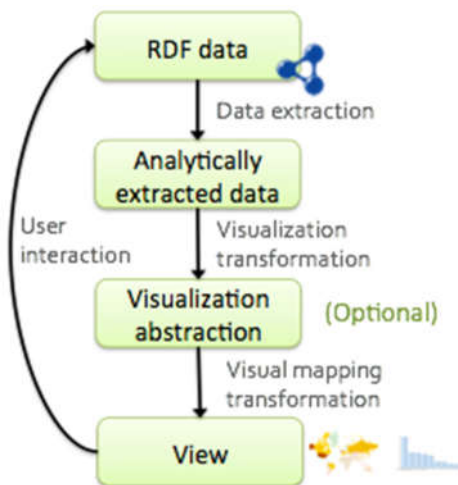 RDF data
Data extraction
Analytically
extracted data
User
interaction
Visualization
transformation
Visualization
abstraction
(Optional)
Visual mapping
transformation
View